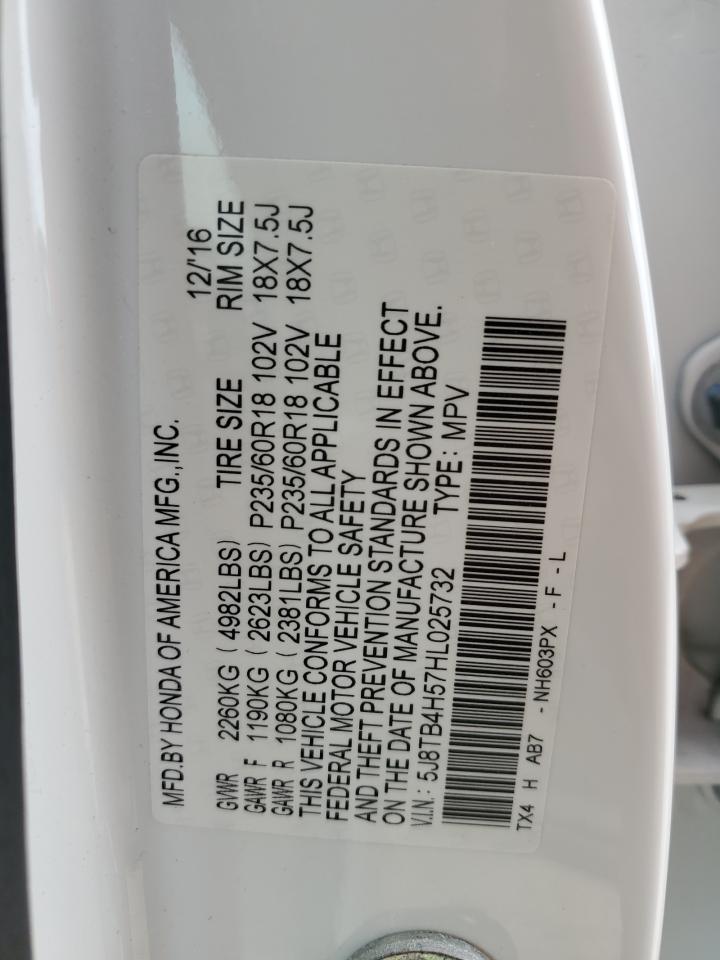 MFD.BY HONDA OF AMERICA MFG.,INC. 12/'16
GVWR 2260KG ( 4982LBS) TIRE SIZE RIM SIZE
GAWR F 1190KG ( 2623LBS) P235/60R18 102V 18X7.5J
GAWR R 1080KG ( 2381LBS) P235/60R18 102V 18X7.5J
THIS VEHICLE CONFORMS TO ALL APPLICABLE
FEDERAL MOTOR VEHICLE SAFETY
AND THEFT PREVENTION STANDARDS IN EFFECT
ON THE DATE OF MANUFACTURE SHOWN ABOVE.
V.I.N.: 5J8TB4H57HL025732 TYPE: MPV
TX4 H AB7 -NH603PX -F -L